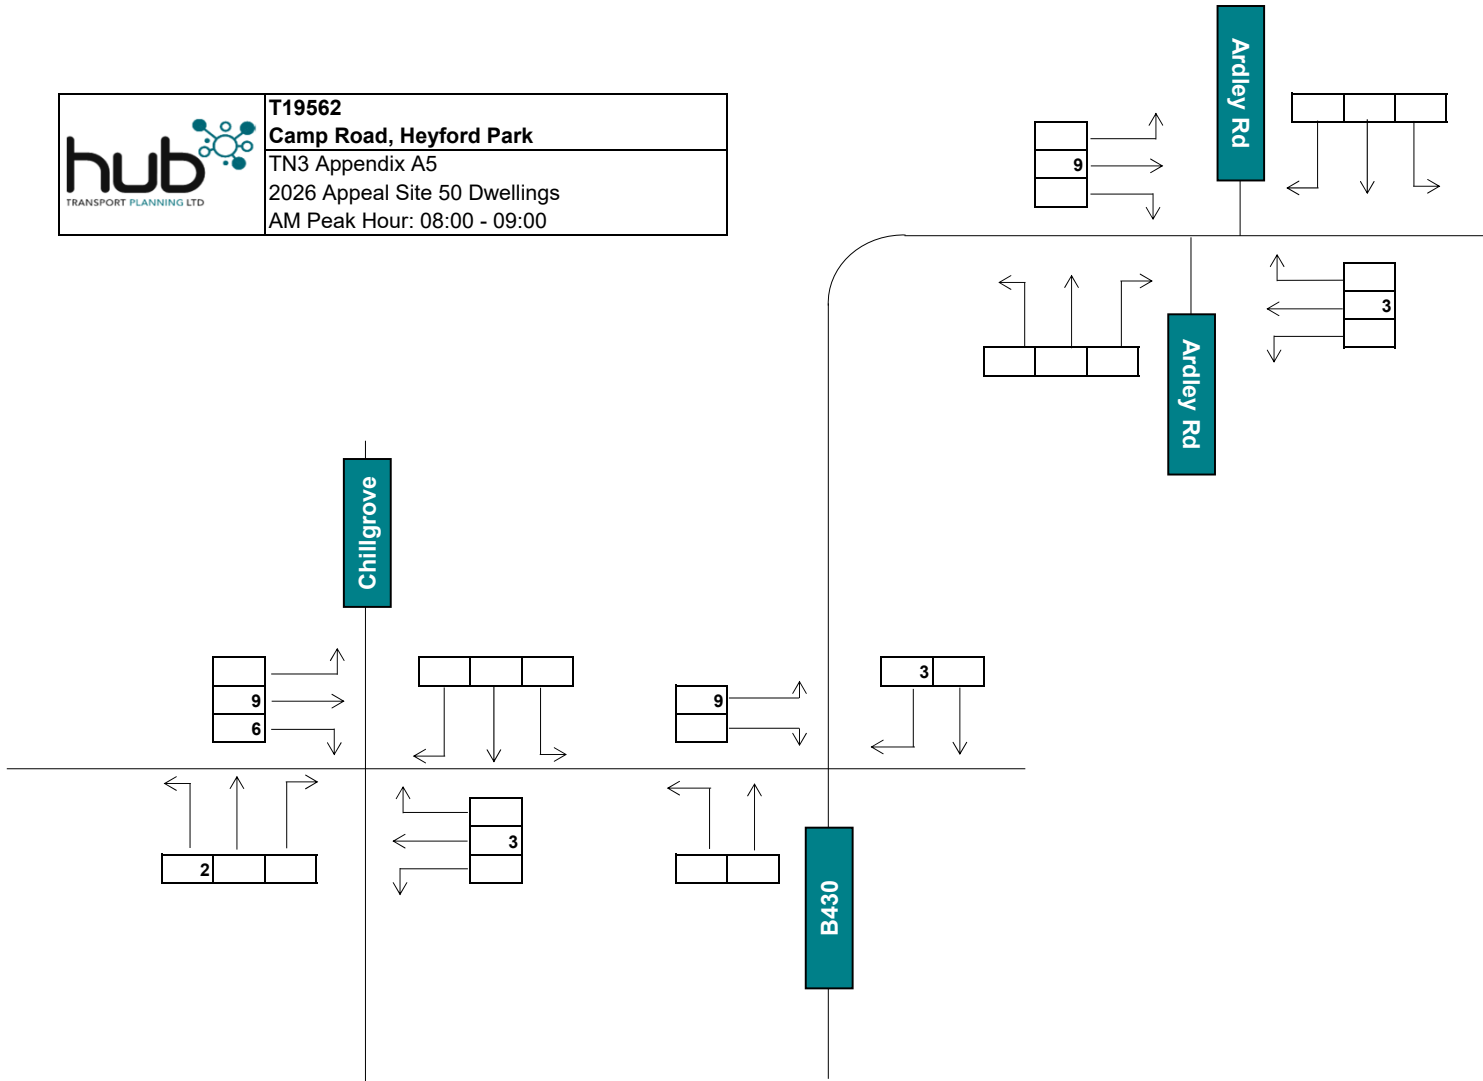 T19562
Camp Road, Heyford Park
hub
TRANSPORT PLANNING LTD
TN3 Appendix A5
2026 Appeal Site 50 Dwellings
AM Peak Hour: 08:00 - 09:00
Ardley Rd
9
3
Ardley Rd
Chillgrove
9
6
3
9
3
2
B430